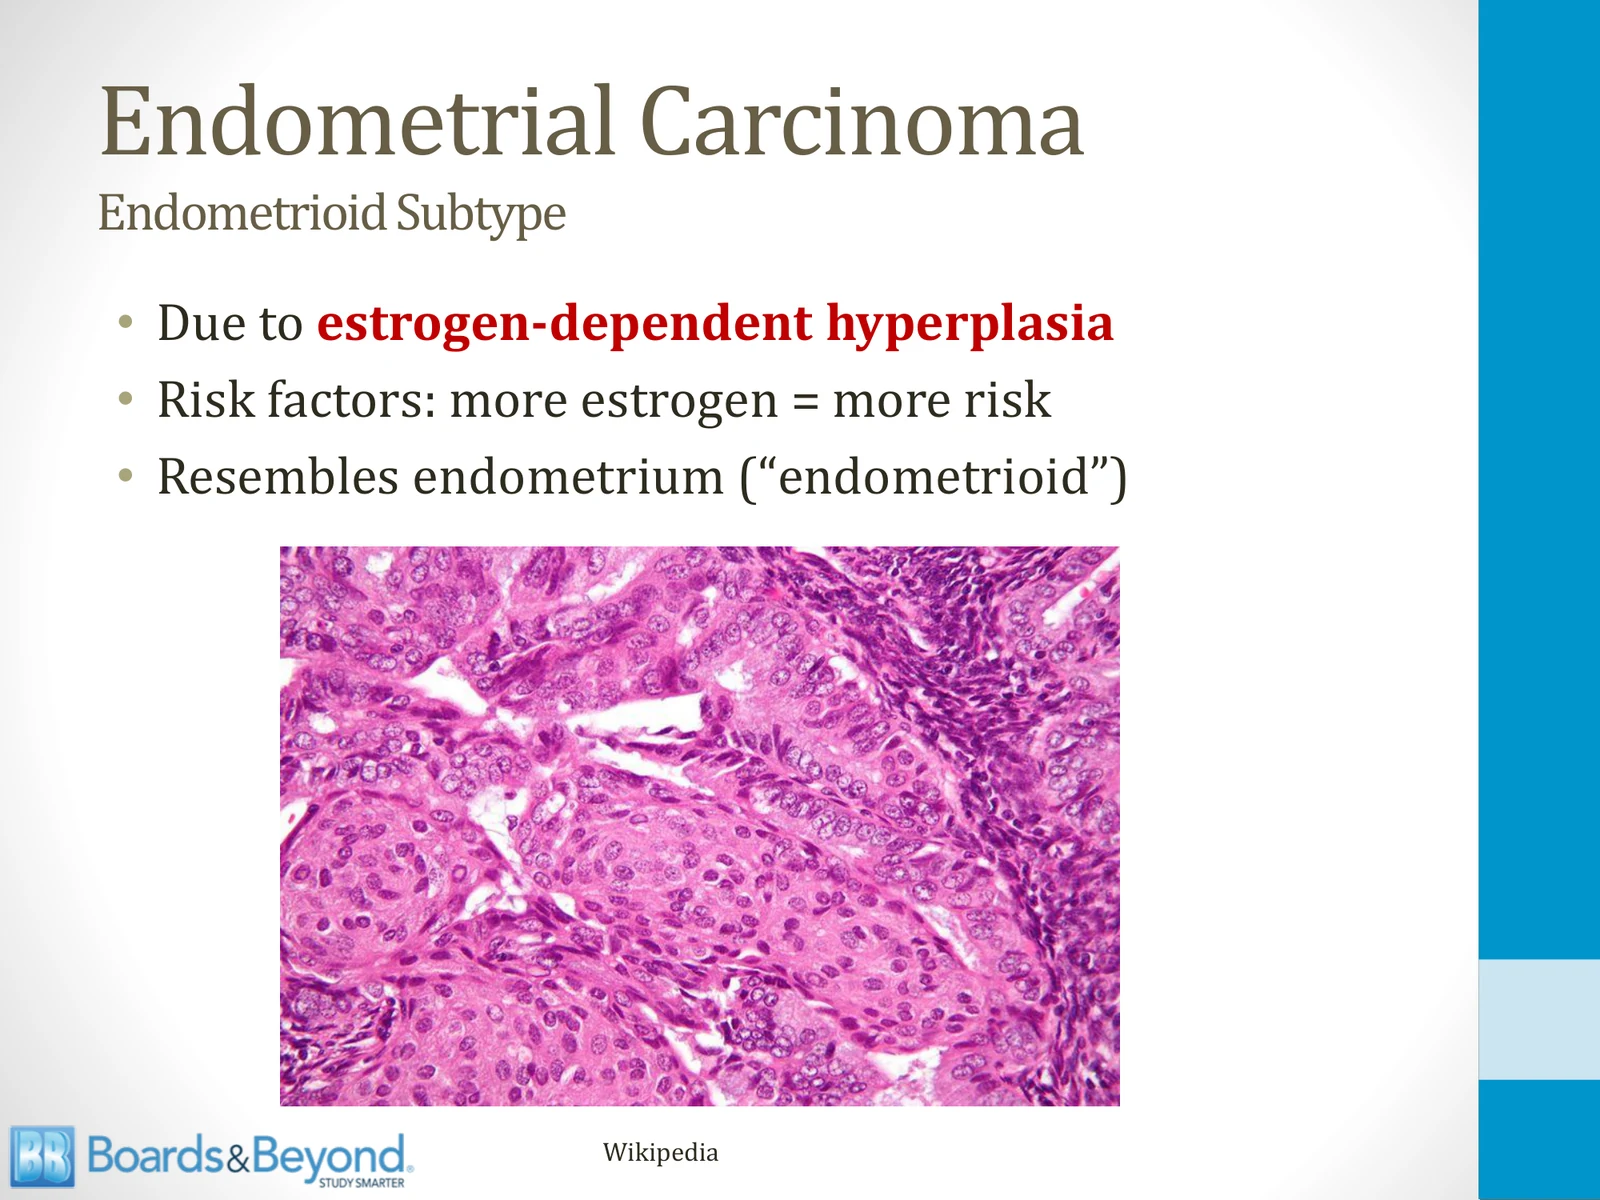 Endometrial Carcinoma
Endometrioid Subtype
• Due to estrogen-dependent hyperplasia
• Risk factors: more estrogen = more risk
• Resembles endometrium (“endometrioid”)
BB Boards&Beyond®
STUDY SMARTER
Wikipedia